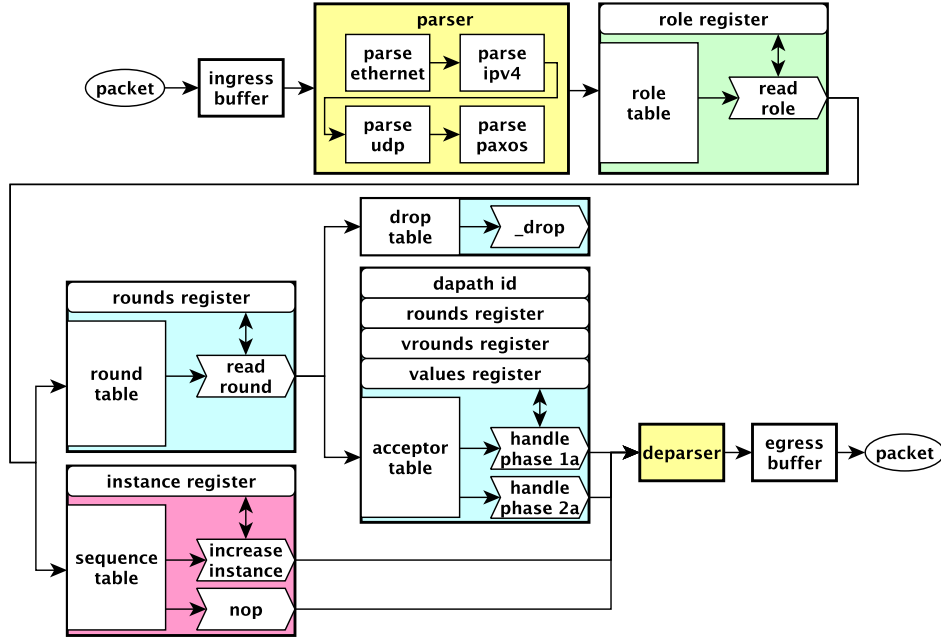 parser
role register
parse
ethernet
parse
ipv4
packet
ingress
buffer
role
table
read
role
parse
udp
parse
paxos
drop
table
_drop
dapath id
rounds register
rounds register
vrounds register
values register
round
table
read
round
acceptor
table
handle
phase 1a
handle
phase 2a
deparser
egress
buffer
packet
instance register
sequence
table
increase
instance
nop